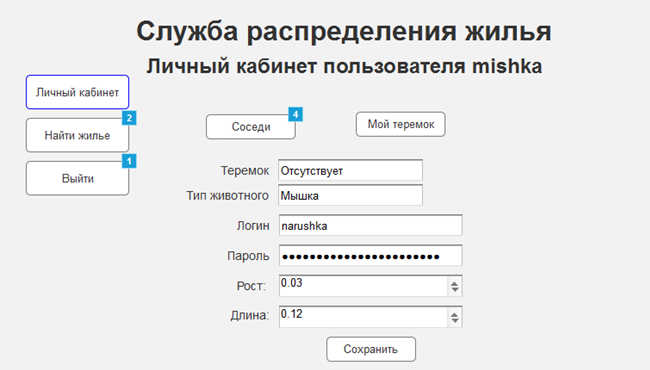 Служба распределения жилья
Личный кабинет пользователя mishka
Личный кабинет
2
Найти жилье
1
Выйти
4
Соседи
Мой теремок
Теремок Отсутствует
Тип животного Мышка
Логин narushka
Пароль ●●●●●●●●●●●●●●●●●●●●●●●
Рост: 0.03
Длина: 0.12
Сохранить